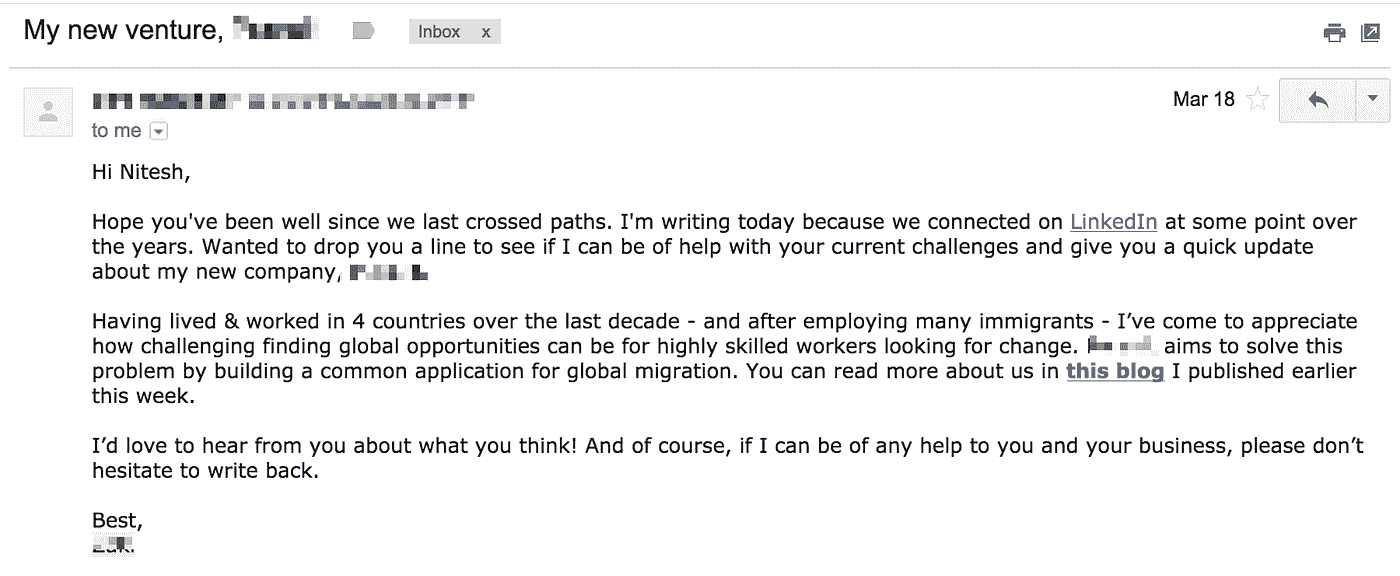 My new venture,
Inbox x
Mar 18
to me
Hi Nitesh,
Hope you've been well since we last crossed paths. I'm writing today because we connected on LinkedIn at some point over
the years. Wanted to drop you a line to see if I can be of help with your current challenges and give you a quick update
about my new company,
Having lived & worked in 4 countries over the last decade - and after employing many immigrants - I’ve come to appreciate
how challenging finding global opportunities can be for highly skilled workers looking for change. aims to solve this
problem by building a common application for global migration. You can read more about us in this blog I published earlier
this week.
I’d love to hear from you about what you think! And of course, if I can be of any help to you and your business, please don’t
hesitate to write back.
Best,